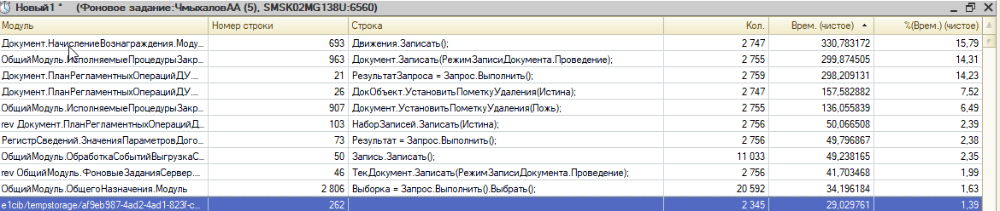 Новый1 * (Фоновое задание:ЧмыхаловАА (5), SMSK02MG138U:6560)
Модуль Номер строки Строка Кол. Врем. (чистое) %(Врем.) (чистое)
Документ.НачислениеВознаграждения.Моду... 693 Движения.Записать(); 2 747 330,783172 15,79
ОбщийМодуль.ИсполняемыеПроцедурыЗакр... 963 Документ.Записать(РежимЗаписиДокумента.Проведение); 2 755 299,874505 14,31
Документ.ПланРегламентныхОперацийДУ.... 21 РезультатЗапроса = Запрос.Выполнить(); 2 759 298,209131 14,23
Документ.ПланРегламентныхОперацийДУ.... 26 ДокОбъект.УстановитьПометкуУдаления(Истина); 2 747 157,582882 7,52
ОбщийМодуль.ИсполняемыеПроцедурыЗакр... 907 Документ.УстановитьПометкуУдаления(Ложь); 2 755 136,055839 6,49
rev Документ.ПланРегламентныхОперацийД... 103 НаборЗаписей.Записать(Истина); 2 756 50,066508 2,39
РегистрСведений.ЗначенияПараметровДого... 73 Результат = Запрос.Выполнить(); 2 756 49,796867 2,38
ОбщийМодуль.ОбработкаСобытийВыгрузкаС... 50 Запись.Записать(); 11 033 49,238165 2,35
rev ОбщийМодуль.ФоновыеЗаданияСервер.... 46 ТекДокумент.Записать(РежимЗаписиДокумента.Проведение); 2 756 41,703468 1,99
ОбщийМодуль.ОбщегоНазначения.Модуль 2 806 Выборка = Запрос.Выполнить().Выбрать(); 20 592 34,196184 1,63
e1cib/tempstorage/af9eb987-4ad2-4ad1-823f-c... 262 2 345 29,029761 1,39